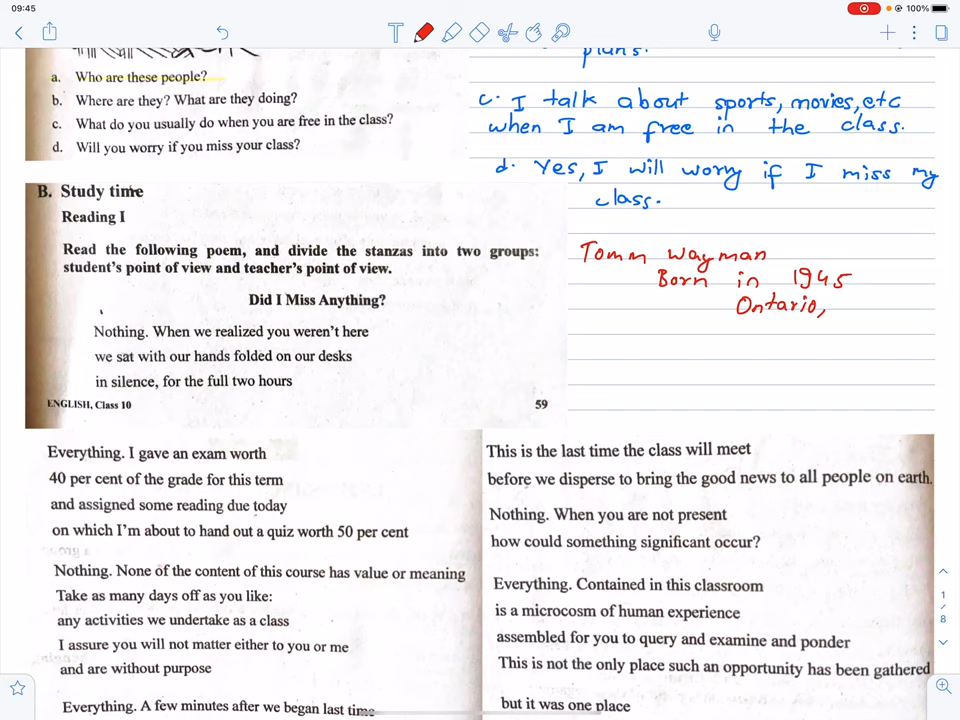 09:45
100%
T
plans.
a. Who are these people?
b. Where are they? What are they doing?
c. What do you usually do when you are free in the class?
d. Will you worry if you miss your class?
c. I talk about sports, movies, etc
when I am free in the class.
d. Yes, I will worry if I miss my
class.
B. Study time
Reading I
Read the following poem, and divide the stanzas into two groups:
student's point of view and teacher's point of view.
Did I Miss Anything?
Nothing. When we realized you weren't here
we sat with our hands folded on our desks
in silence, for the full two hours
ENGLISH, Class 10
59
Tomm Wayman
Born in 1945
Ontario,
Everything. I gave an exam worth
40 per cent of the grade for this term
and assigned some reading due today
on which I'm about to hand out a quiz worth 50 per cent
Nothing. None of the content of this course has value or meaning
Take as many days off as you like:
any activities we undertake as a class
I assure you will not matter either to you or me
and are without purpose
Everything. A few minutes after we began last time
This is the last time the class will meet
before we disperse to bring the good news to all people on earth.
Nothing. When you are not present
how could something significant occur?
Everything. Contained in this classroom
is a microcosm of human experience
assembled for you to query and examine and ponder
This is not the only place such an opportunity has been gathered
but it was one place
1
/
8